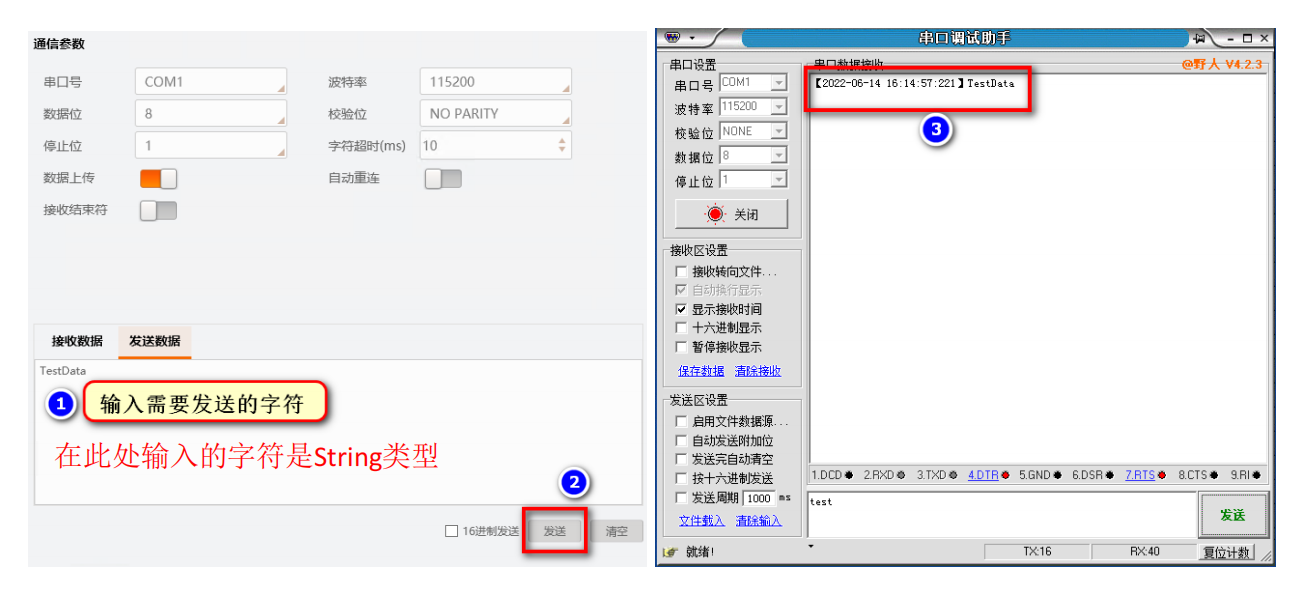 通信参数
串口号 COM1 波特率 115200
数据位 8 校验位 NO PARITY
停止位 1 字符超时(ms) 10
数据上传 自动重连
接收结束符
接收数据 发送数据
TestData
1 输入需要发送的字符
在此处输入的字符是String类型
2
16进制发送 发送 清空
串口调试助手
串口设置
串口号 COM1
波特率 115200
校验位 NONE
数据位 8
停止位 1
关闭
接收区设置
接收转向文件...
自动换行显示
显示接收时间
十六进制显示
暂停接收显示
保存数据 清除接收
发送区设置
启用文件数据源...
自动发送附加位
发送完自动清空
按十六进制发送
发送周期 1000 ms
文件载入 清除输入
串口数据接收 @野人 V4.2.3
【2022-06-14 16:14:57:221】TestData
3
1.DCD 2.RXD 3.TXD 4.DTR 5.GND 6.DSR 7.RTS 8.CTS 9.RI
test
发送
就绪! TX:16 RX:40 复位计数